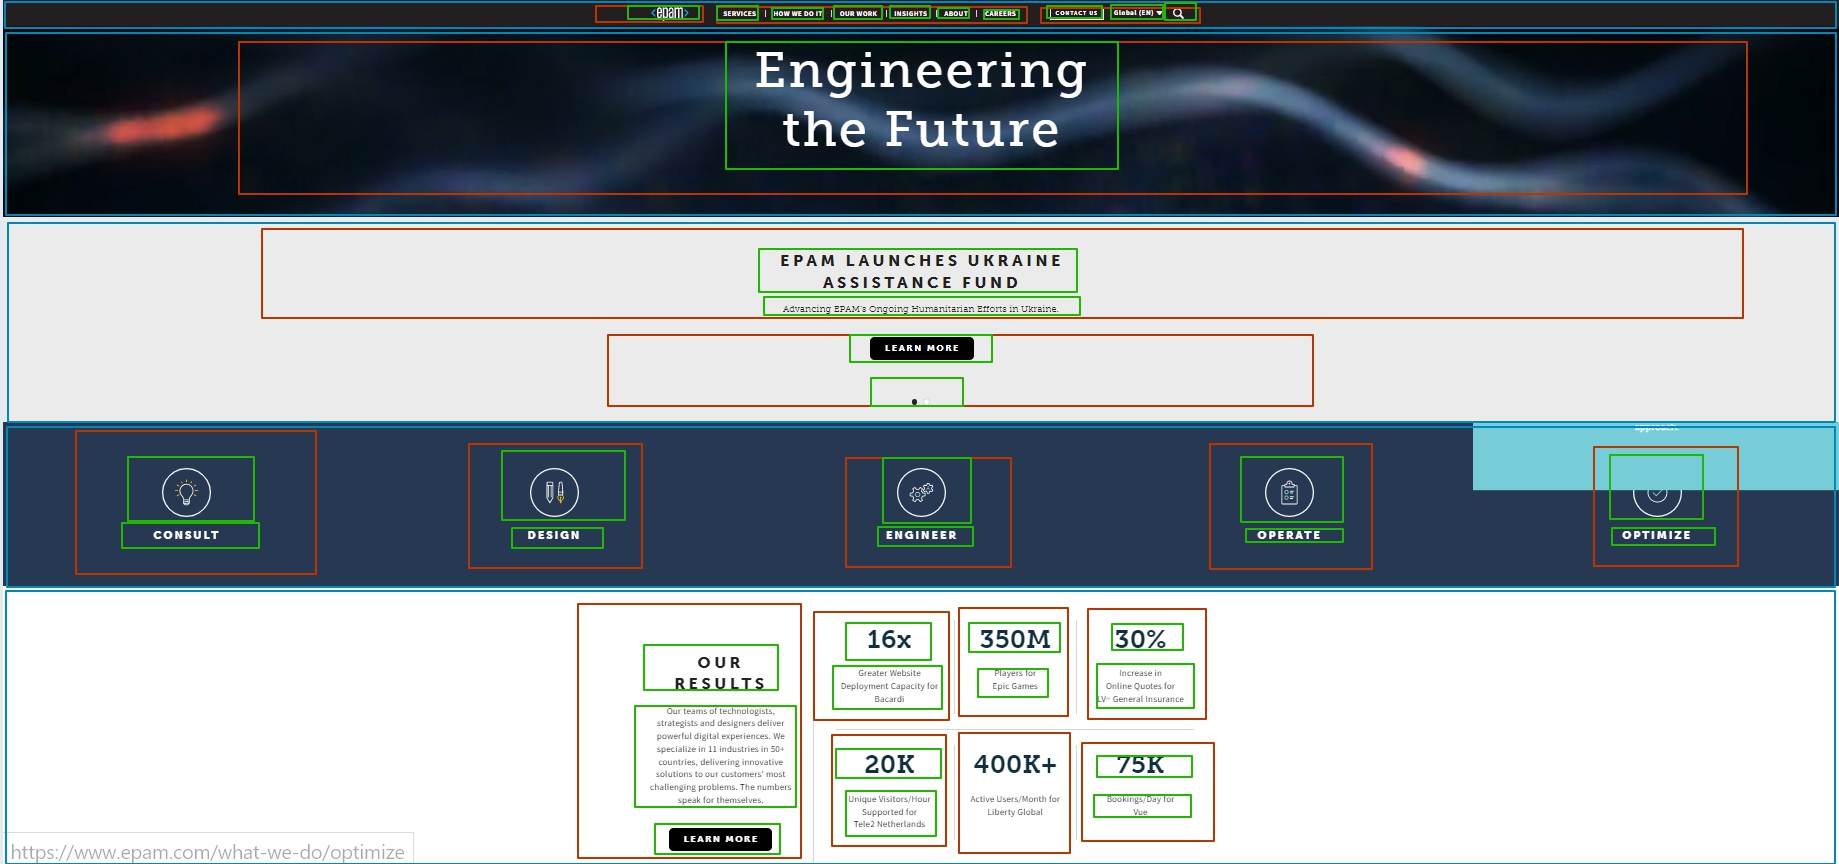 <epam>
SERVICES | HOW WE DO IT | OUR WORK | INSIGHTS | ABOUT | CAREERS
CONTACT US
Global (EN)
Engineering
the Future
EPAM LAUNCHES UKRAINE
ASSISTANCE FUND
Advancing EPAM's Ongoing Humanitarian Efforts in Ukraine.
LEARN MORE
approach.
CONSULT
DESIGN
ENGINEER
OPERATE
OPTIMIZE
OUR
RESULTS
Our teams of technologists,
strategists and designers deliver
powerful digital experiences. We
specialize in 11 industries in 50+
countries, delivering innovative
solutions to our customers' most
challenging problems. The numbers
speak for themselves.
LEARN MORE
16x
Greater Website
Deployment Capacity for
Bacardi
350M
Players for
Epic Games
30%
Increase in
Online Quotes for
LV= General Insurance
20K
Unique Visitors/Hour
Supported for
Tele2 Netherlands
400K+
Active Users/Month for
Liberty Global
75K
Bookings/Day for
Vue
https://www.epam.com/what-we-do/optimize